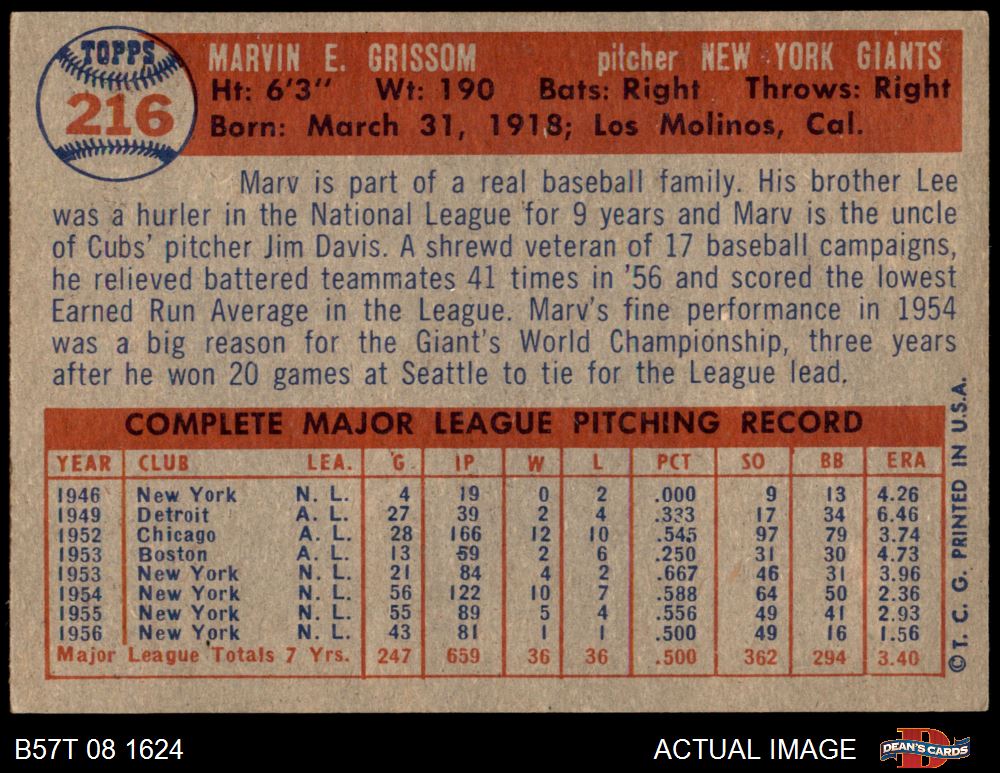 TOPPS
216
MARVIN E. GRISSOM pitcher NEW YORK GIANTS
Ht: 6'3" Wt: 190 Bats: Right Throws: Right
Born: March 31, 1918; Los Molinos, Cal.
Marv is part of a real baseball family. His brother Lee
was a hurler in the National League for 9 years and Marv is the uncle
of Cubs' pitcher Jim Davis. A shrewd veteran of 17 baseball campaigns,
he relieved battered teammates 41 times in '56 and scored the lowest
Earned Run Average in the League. Marv's fine performance in 1954
was a big reason for the Giant's World Championship, three years
after he won 20 games at Seattle to tie for the League lead.
COMPLETE MAJOR LEAGUE PITCHING RECORD
YEAR CLUB LEA. G IP W L PCT SO BB ERA
1946 New York N. L. 4 19 0 2 .000 9 13 4.26
1949 Detroit A. L. 27 39 2 4 .333 17 34 6.46
1952 Chicago A. L. 28 166 12 10 .545 97 79 3.74
1953 Boston A. L. 13 59 2 6 .250 31 30 4.73
1953 New York N. L. 21 84 4 2 .667 46 31 3.96
1954 New York N. L. 56 122 10 7 .588 64 50 2.36
1955 New York N. L. 55 89 5 4 .556 49 41 2.93
1956 New York N. L. 43 81 1 1 .500 49 16 1.56
Major League Totals 7 Yrs. 247 659 36 36 .500 362 294 3.40
© T. C. G. PRINTED IN U.S.A.
B57T 08 1624 ACTUAL IMAGE DEAN'S CARDS